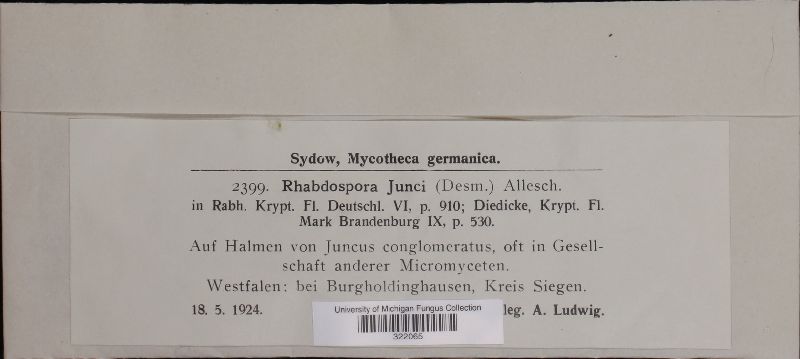 Sydow, Mycotheca germanica.
2399. Rhabdospora Junci (Desm.) Allesch.
in Rabh. Krypt. Fl. Deutschl. VI, p. 910; Diedicke, Krypt. Fl.
Mark Brandenburg IX, p. 530.
Auf Halmen von Juncus conglomeratus, oft in Gesell-
schaft anderer Micromyceten.
Westfalen: bei Burgholdinghausen, Kreis Siegen.
18. 5. 1924. leg. A. Ludwig.
University of Michigan Fungus Collection
322065